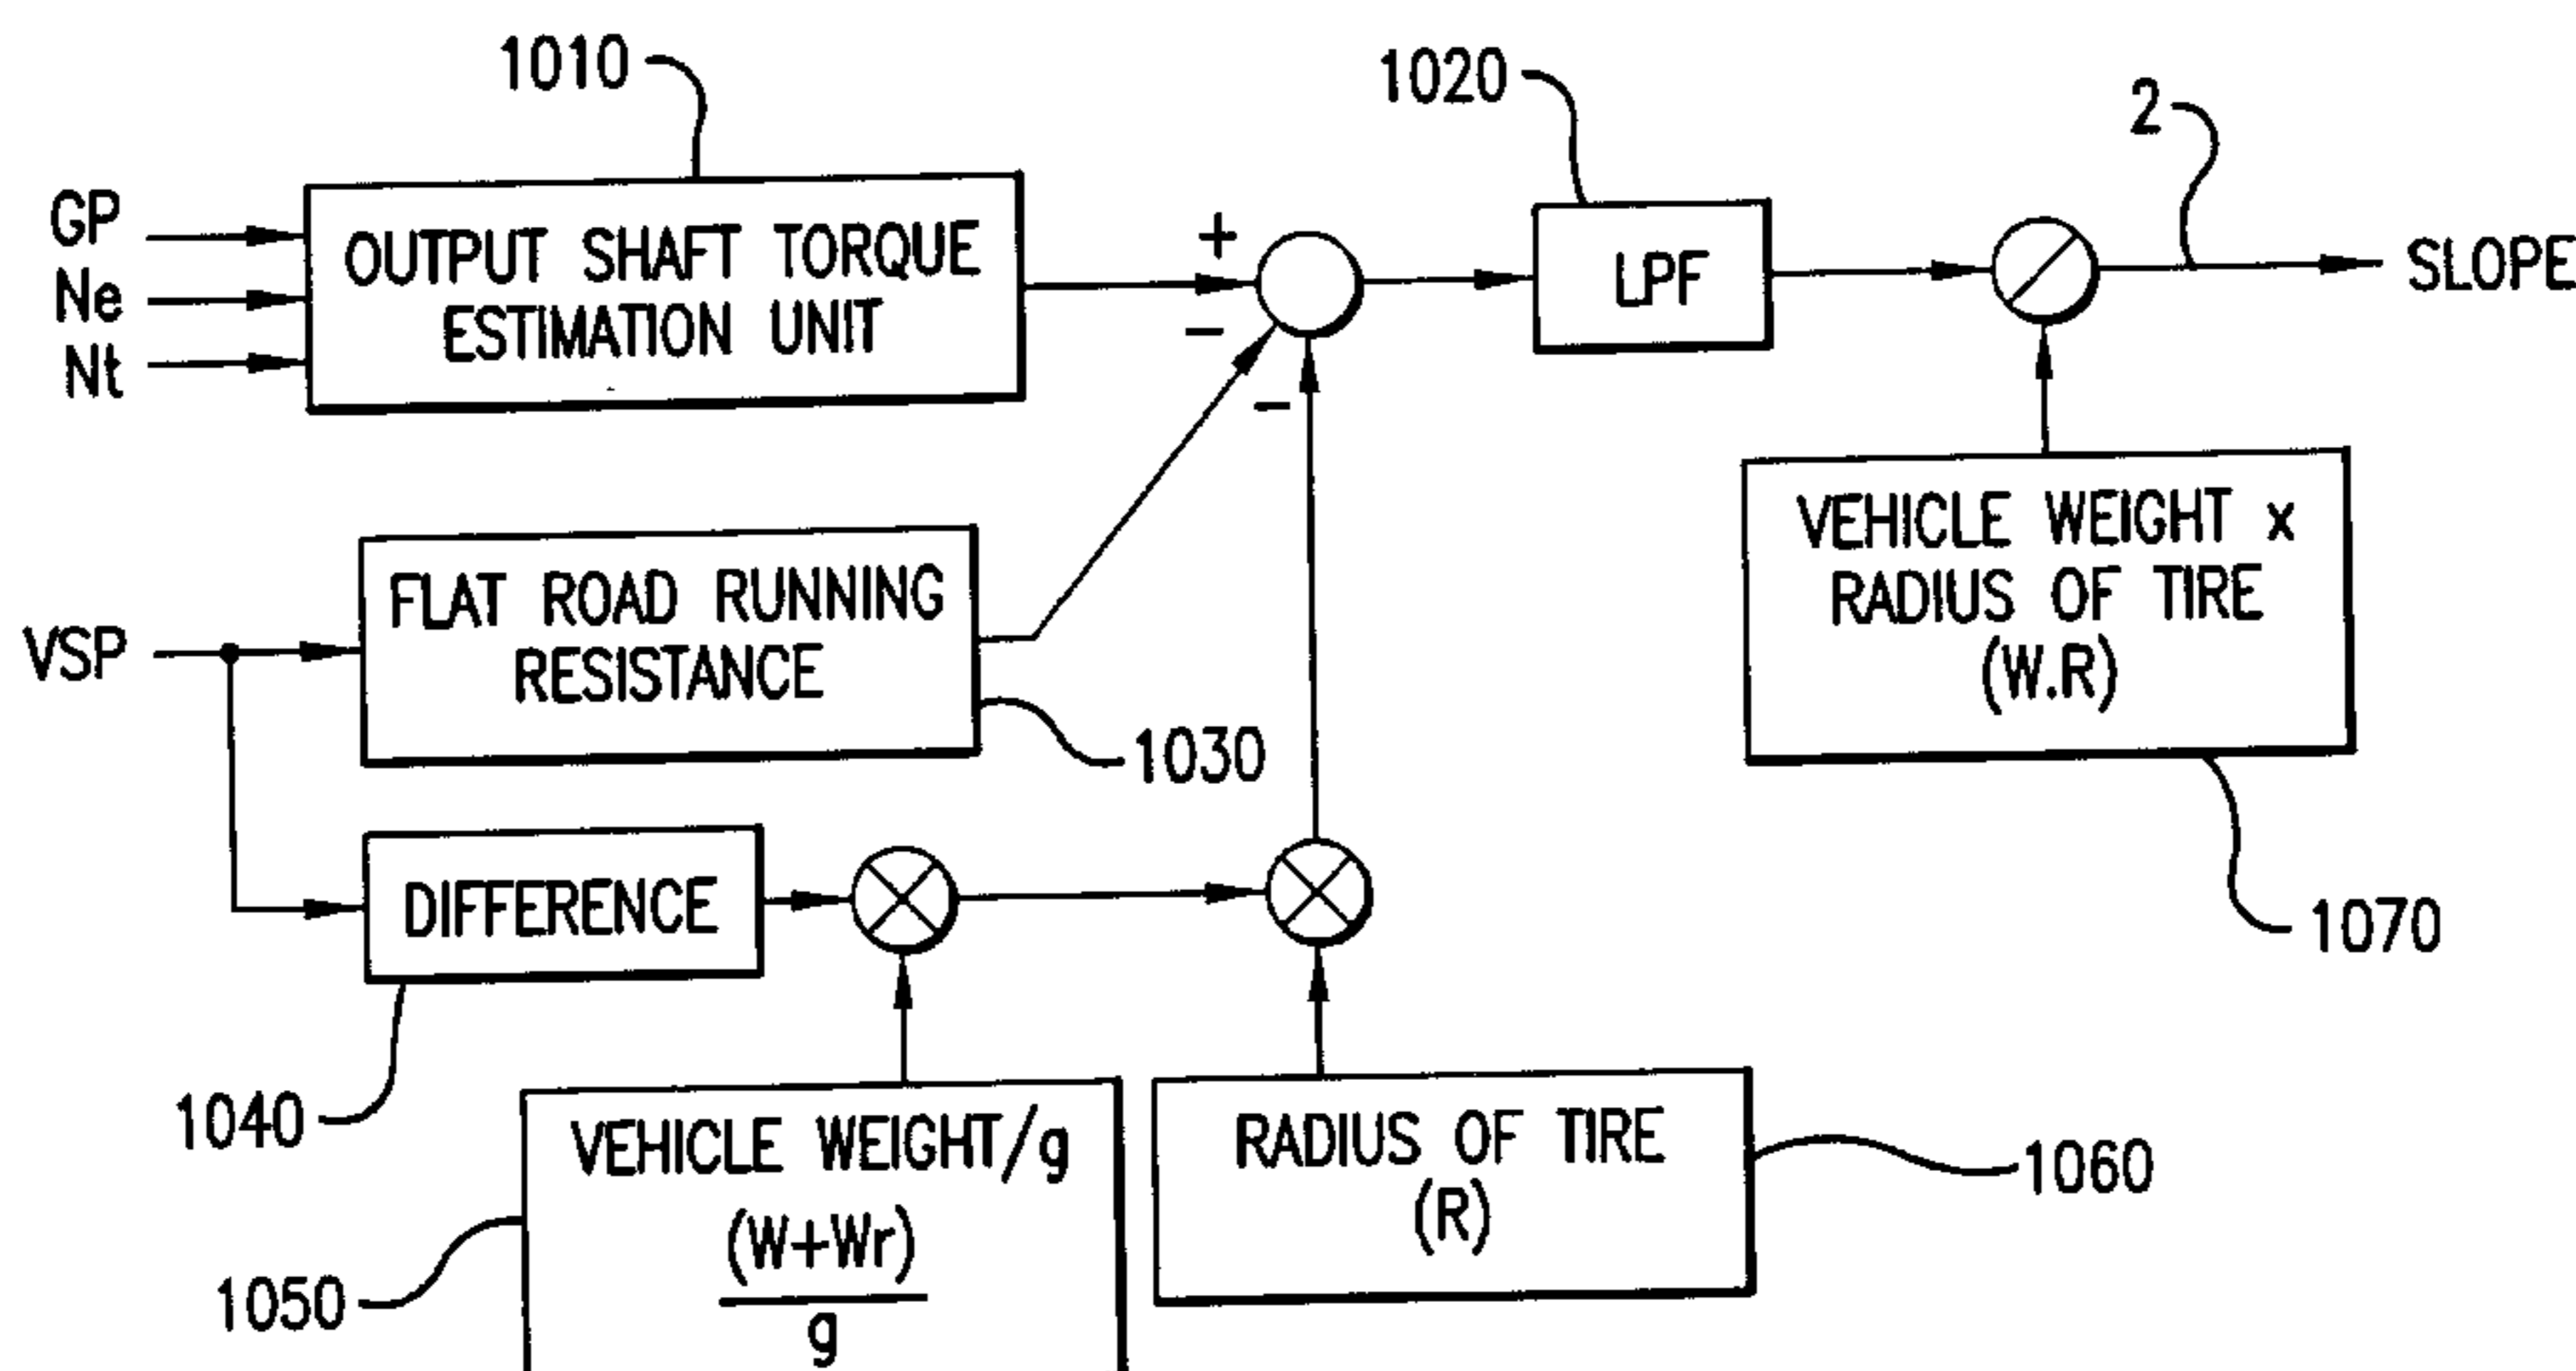 1010
1020
2
GP
Ne
Nt
OUTPUT SHAFT TORQUE
ESTIMATION UNIT
+
-
-
LPF
SLOPE
VSP
FLAT ROAD RUNNING
RESISTANCE
1030
VEHICLE WEIGHT x
RADIUS OF TIRE
(W.R)
1070
DIFFERENCE
1040
VEHICLE WEIGHT/g
(W+Wr)
g
1050
RADIUS OF TIRE
(R)
1060